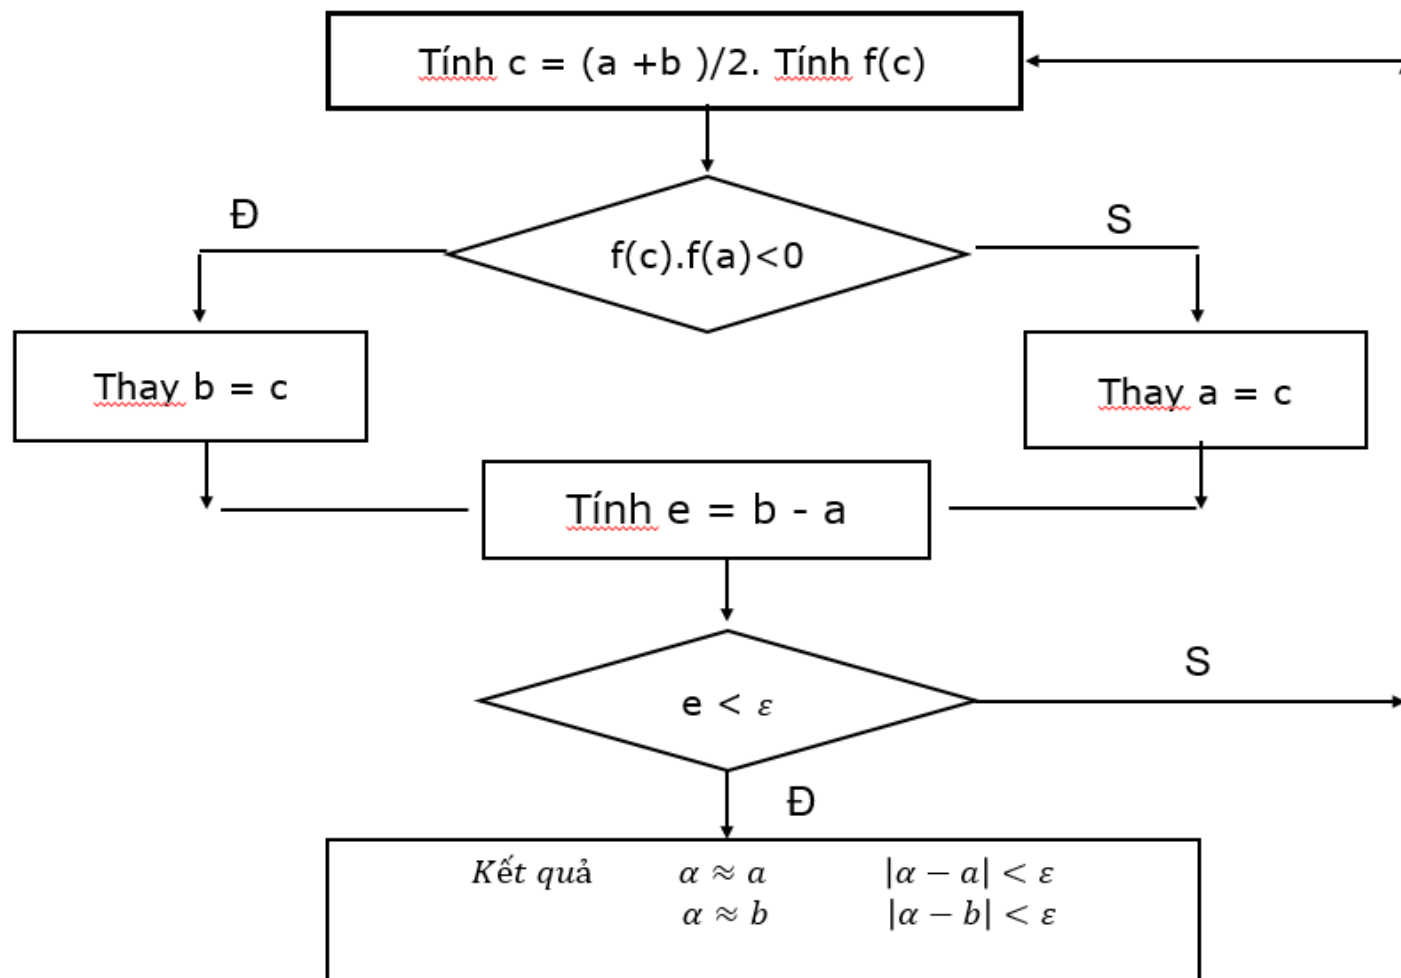 Tính c = (a +b )/2. Tính f(c)
Đ
S
f(c).f(a)<0
Thay b = c
Thay a = c
Tính e = b - a
S
e < ε
Đ
Kết quả α ≈ a |α − a| < ε
α ≈ b |α − b| < ε